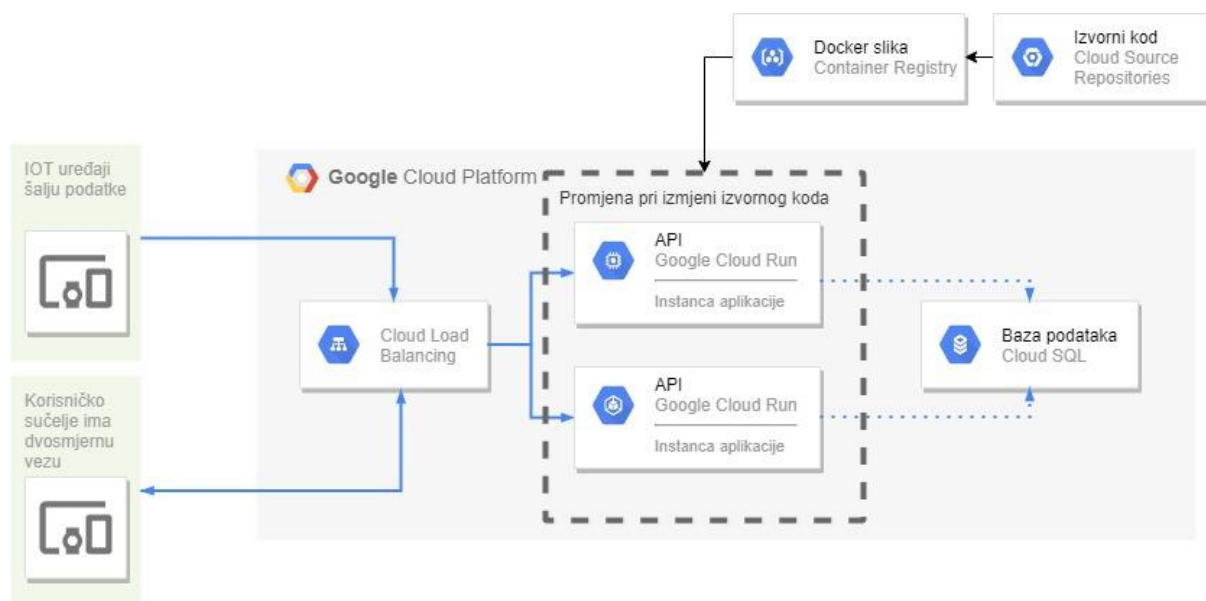 Docker slika
Container Registry
Izvorni kod
Cloud Source
Repositories
IOT uređaji
šalju podatke
Google Cloud Platform
Promjena pri izmjeni izvornog koda
API
Google Cloud Run
Instanca aplikacije
Cloud Load
Balancing
Baza podataka
Cloud SQL
API
Google Cloud Run
Instanca aplikacije
Korisničko
sučelje ima
dvosmjernu
vezu